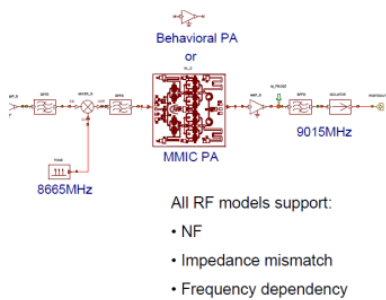 Behavioral PA
or
MMIC PA
8665MHz
9015MHz
All RF models support:
• NF
• Impedance mismatch
• Frequency dependency